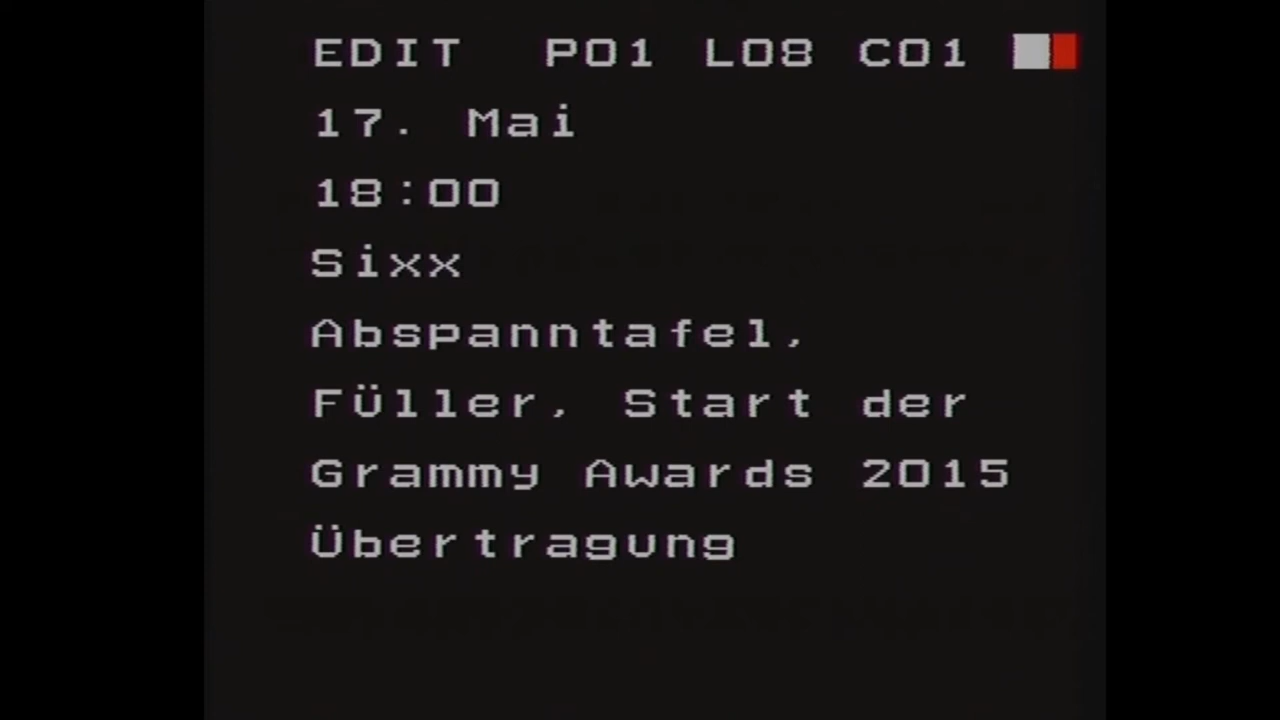 EDIT P01 L08 C01
17. Mai
18:00
Sixx
Abspanntafel,
Füller, Start der
Grammy Awards 2015
Übertragung